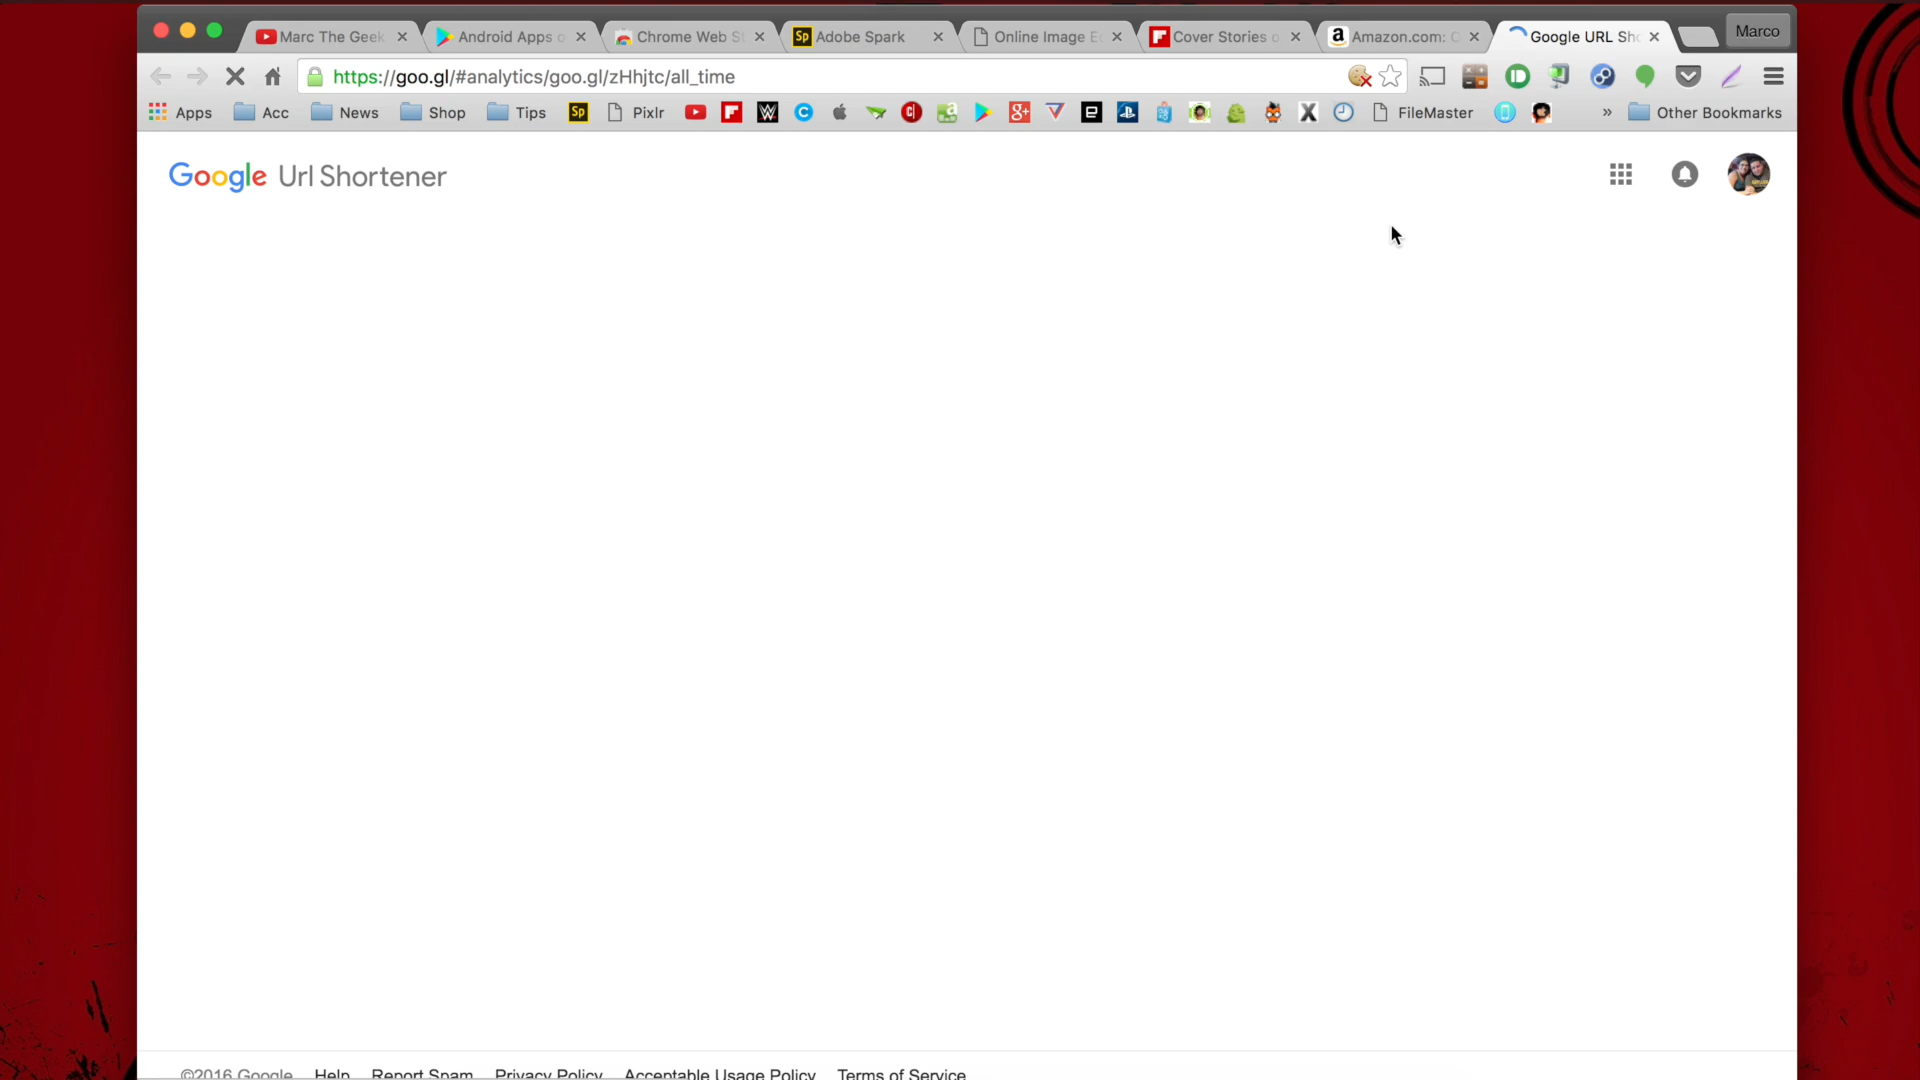 Marc The Geek
Android Apps o
Chrome Web S
Adobe Spark
Online Image E
Cover Stories o
Amazon.com: G
Google URL Sho
Marco
https://goo.gl/#analytics/goo.gl/zHhjtc/all_time
Apps
Acc
News
Shop
Tips
Sp
Pixlr
FileMaster
»
Other Bookmarks
Google Url Shortener
©2016 Google Help Report Spam Privacy Policy Acceptable Usage Policy Terms of Service